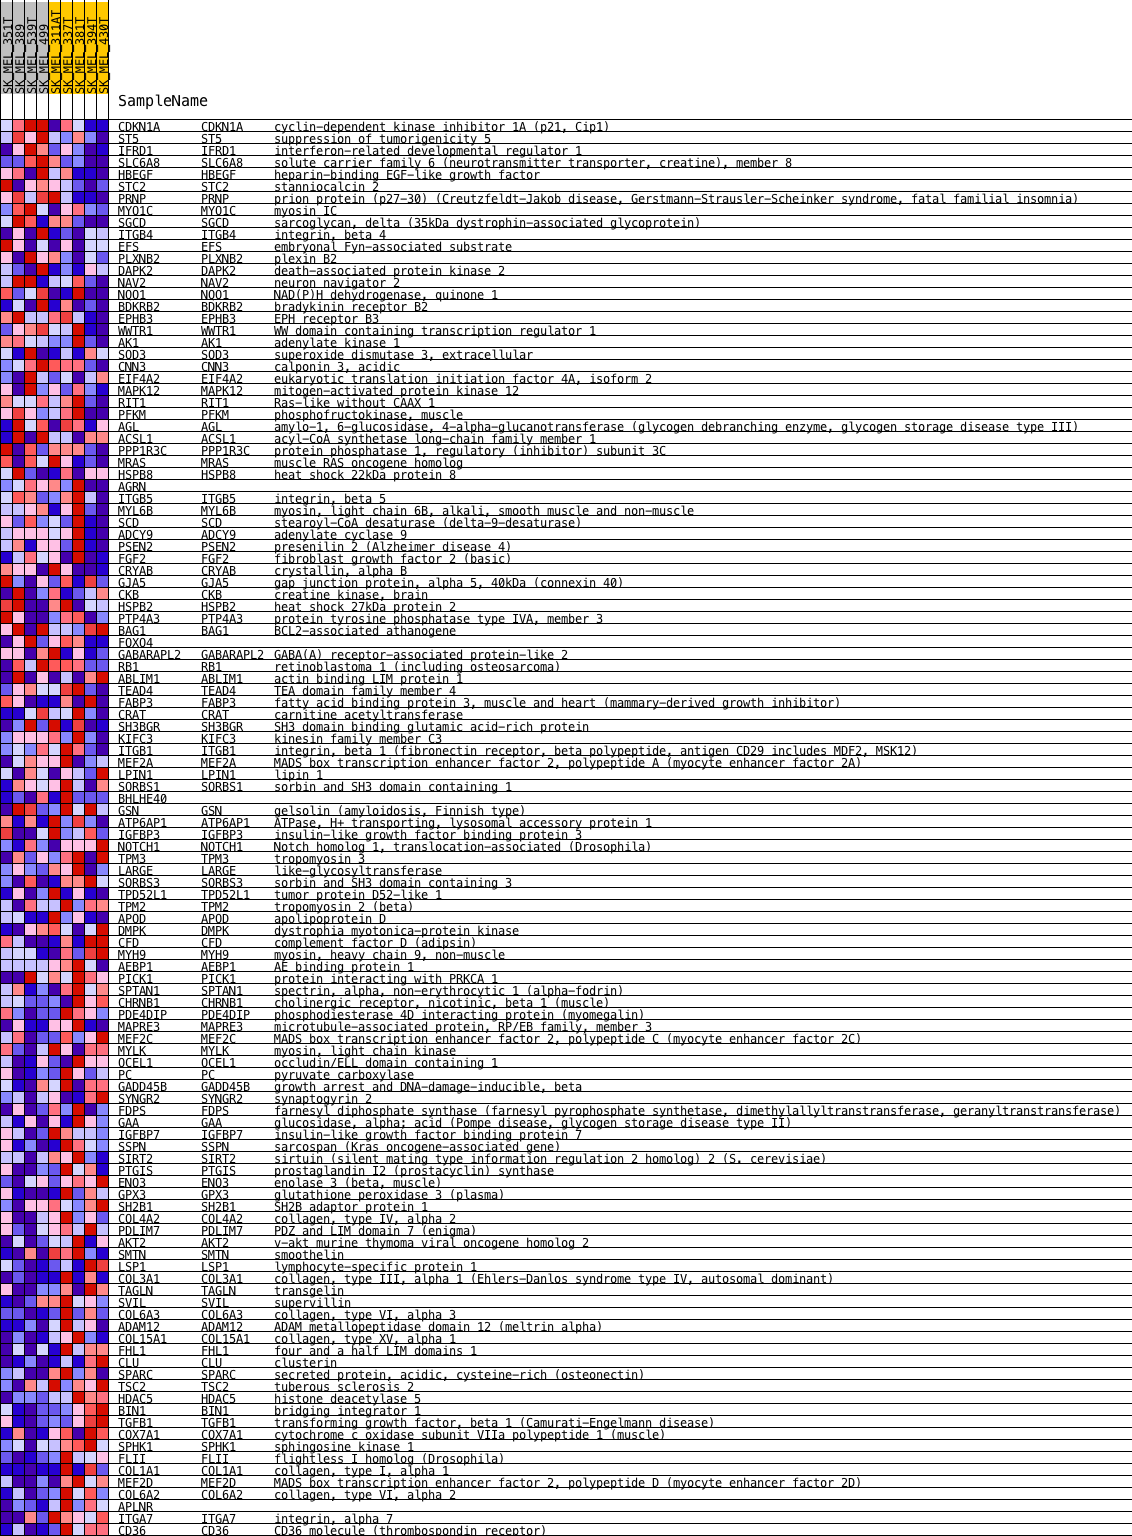 SK_MEL_351T
SK_MEL_389
SK_MEL_539T
SK_MEL_499
SK_MEL_311AT
SK_MEL_337T
SK_MEL_381T
SK_MEL_394T
SK_MEL_430T
SampleName
CDKN1A CDKN1A cyclin-dependent kinase inhibitor 1A (p21, Cip1)
ST5 ST5 suppression of tumorigenicity 5
IFRD1 IFRD1 interferon-related developmental regulator 1
SLC6A8 SLC6A8 solute carrier family 6 (neurotransmitter transporter, creatine), member 8
HBEGF HBEGF heparin-binding EGF-like growth factor
STC2 STC2 stanniocalcin 2
PRNP PRNP prion protein (p27-30) (Creutzfeldt-Jakob disease, Gerstmann-Strausler-Scheinker syndrome, fatal familial insomnia)
MYO1C MYO1C myosin IC
SGCD SGCD sarcoglycan, delta (35kDa dystrophin-associated glycoprotein)
ITGB4 ITGB4 integrin, beta 4
EFS EFS embryonal Fyn-associated substrate
PLXNB2 PLXNB2 plexin B2
DAPK2 DAPK2 death-associated protein kinase 2
NAV2 NAV2 neuron navigator 2
NQO1 NQO1 NAD(P)H dehydrogenase, quinone 1
BDKRB2 BDKRB2 bradykinin receptor B2
EPHB3 EPHB3 EPH receptor B3
WWTR1 WWTR1 WW domain containing transcription regulator 1
AK1 AK1 adenylate kinase 1
SOD3 SOD3 superoxide dismutase 3, extracellular
CNN3 CNN3 calponin 3, acidic
EIF4A2 EIF4A2 eukaryotic translation initiation factor 4A, isoform 2
MAPK12 MAPK12 mitogen-activated protein kinase 12
RIT1 RIT1 Ras-like without CAAX 1
PFKM PFKM phosphofructokinase, muscle
AGL AGL amylo-1, 6-glucosidase, 4-alpha-glucanotransferase (glycogen debranching enzyme, glycogen storage disease type III)
ACSL1 ACSL1 acyl-CoA synthetase long-chain family member 1
PPP1R3C PPP1R3C protein phosphatase 1, regulatory (inhibitor) subunit 3C
MRAS MRAS muscle RAS oncogene homolog
HSPB8 HSPB8 heat shock 22kDa protein 8
AGRN
ITGB5 ITGB5 integrin, beta 5
MYL6B MYL6B myosin, light chain 6B, alkali, smooth muscle and non-muscle
SCD SCD stearoyl-CoA desaturase (delta-9-desaturase)
ADCY9 ADCY9 adenylate cyclase 9
PSEN2 PSEN2 presenilin 2 (Alzheimer disease 4)
FGF2 FGF2 fibroblast growth factor 2 (basic)
CRYAB CRYAB crystallin, alpha B
GJA5 GJA5 gap junction protein, alpha 5, 40kDa (connexin 40)
CKB CKB creatine kinase, brain
HSPB2 HSPB2 heat shock 27kDa protein 2
PTP4A3 PTP4A3 protein tyrosine phosphatase type IVA, member 3
BAG1 BAG1 BCL2-associated athanogene
FOXO4
GABARAPL2 GABARAPL2 GABA(A) receptor-associated protein-like 2
RB1 RB1 retinoblastoma 1 (including osteosarcoma)
ABLIM1 ABLIM1 actin binding LIM protein 1
TEAD4 TEAD4 TEA domain family member 4
FABP3 FABP3 fatty acid binding protein 3, muscle and heart (mammary-derived growth inhibitor)
CRAT CRAT carnitine acetyltransferase
SH3BGR SH3BGR SH3 domain binding glutamic acid-rich protein
KIFC3 KIFC3 kinesin family member C3
ITGB1 ITGB1 integrin, beta 1 (fibronectin receptor, beta polypeptide, antigen CD29 includes MDF2, MSK12)
MEF2A MEF2A MADS box transcription enhancer factor 2, polypeptide A (myocyte enhancer factor 2A)
LPIN1 LPIN1 lipin 1
SORBS1 SORBS1 sorbin and SH3 domain containing 1
BHLHE40
GSN GSN gelsolin (amyloidosis, Finnish type)
ATP6AP1 ATP6AP1 ATPase, H+ transporting, lysosomal accessory protein 1
IGFBP3 IGFBP3 insulin-like growth factor binding protein 3
NOTCH1 NOTCH1 Notch homolog 1, translocation-associated (Drosophila)
TPM3 TPM3 tropomyosin 3
LARGE LARGE like-glycosyltransferase
SORBS3 SORBS3 sorbin and SH3 domain containing 3
TPD52L1 TPD52L1 tumor protein D52-like 1
TPM2 TPM2 tropomyosin 2 (beta)
APOD APOD apolipoprotein D
DMPK DMPK dystrophia myotonica-protein kinase
CFD CFD complement factor D (adipsin)
MYH9 MYH9 myosin, heavy chain 9, non-muscle
AEBP1 AEBP1 AE binding protein 1
PICK1 PICK1 protein interacting with PRKCA 1
SPTAN1 SPTAN1 spectrin, alpha, non-erythrocytic 1 (alpha-fodrin)
CHRNB1 CHRNB1 cholinergic receptor, nicotinic, beta 1 (muscle)
PDE4DIP PDE4DIP phosphodiesterase 4D interacting protein (myomegalin)
MAPRE3 MAPRE3 microtubule-associated protein, RP/EB family, member 3
MEF2C MEF2C MADS box transcription enhancer factor 2, polypeptide C (myocyte enhancer factor 2C)
MYLK MYLK myosin, light chain kinase
OCEL1 OCEL1 occludin/ELL domain containing 1
PC PC pyruvate carboxylase
GADD45B GADD45B growth arrest and DNA-damage-inducible, beta
SYNGR2 SYNGR2 synaptogyrin 2
FDPS FDPS farnesyl diphosphate synthase (farnesyl pyrophosphate synthetase, dimethylallyltranstransferase, geranyltranstransferase)
GAA GAA glucosidase, alpha; acid (Pompe disease, glycogen storage disease type II)
IGFBP7 IGFBP7 insulin-like growth factor binding protein 7
SSPN SSPN sarcospan (Kras oncogene-associated gene)
SIRT2 SIRT2 sirtuin (silent mating type information regulation 2 homolog) 2 (S. cerevisiae)
PTGIS PTGIS prostaglandin I2 (prostacyclin) synthase
ENO3 ENO3 enolase 3 (beta, muscle)
GPX3 GPX3 glutathione peroxidase 3 (plasma)
SH2B1 SH2B1 SH2B adaptor protein 1
COL4A2 COL4A2 collagen, type IV, alpha 2
PDLIM7 PDLIM7 PDZ and LIM domain 7 (enigma)
AKT2 AKT2 v-akt murine thymoma viral oncogene homolog 2
SMTN SMTN smoothelin
LSP1 LSP1 lymphocyte-specific protein 1
COL3A1 COL3A1 collagen, type III, alpha 1 (Ehlers-Danlos syndrome type IV, autosomal dominant)
TAGLN TAGLN transgelin
SVIL SVIL supervillin
COL6A3 COL6A3 collagen, type VI, alpha 3
ADAM12 ADAM12 ADAM metallopeptidase domain 12 (meltrin alpha)
COL15A1 COL15A1 collagen, type XV, alpha 1
FHL1 FHL1 four and a half LIM domains 1
CLU CLU clusterin
SPARC SPARC secreted protein, acidic, cysteine-rich (osteonectin)
TSC2 TSC2 tuberous sclerosis 2
HDAC5 HDAC5 histone deacetylase 5
BIN1 BIN1 bridging integrator 1
TGFB1 TGFB1 transforming growth factor, beta 1 (Camurati-Engelmann disease)
COX7A1 COX7A1 cytochrome c oxidase subunit VIIa polypeptide 1 (muscle)
SPHK1 SPHK1 sphingosine kinase 1
FLII FLII flightless I homolog (Drosophila)
COL1A1 COL1A1 collagen, type I, alpha 1
MEF2D MEF2D MADS box transcription enhancer factor 2, polypeptide D (myocyte enhancer factor 2D)
COL6A2 COL6A2 collagen, type VI, alpha 2
APLNR
ITGA7 ITGA7 integrin, alpha 7
CD36 CD36 CD36 molecule (thrombospondin receptor)